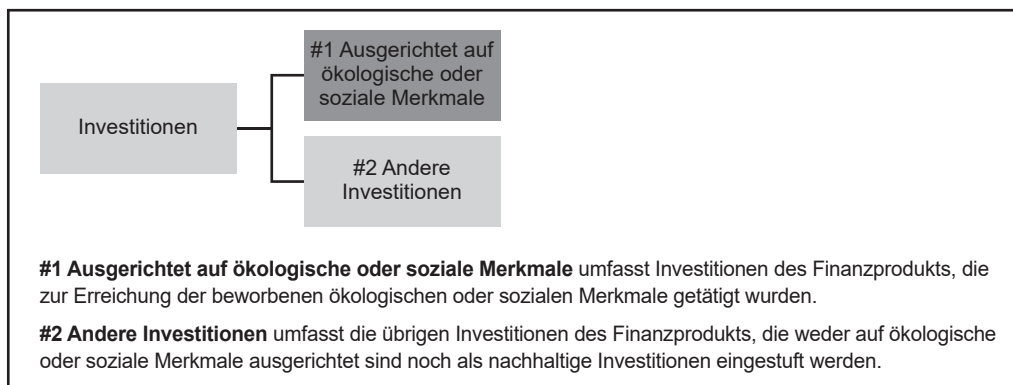 #1 Ausgerichtet auf
ökologische oder
soziale Merkmale
Investitionen
#2 Andere
Investitionen
#1 Ausgerichtet auf ökologische oder soziale Merkmale umfasst Investitionen des Finanzprodukts, die
zur Erreichung der beworbenen ökologischen oder sozialen Merkmale getätigt wurden.
#2 Andere Investitionen umfasst die übrigen Investitionen des Finanzprodukts, die weder auf ökologische
oder soziale Merkmale ausgerichtet sind noch als nachhaltige Investitionen eingestuft werden.